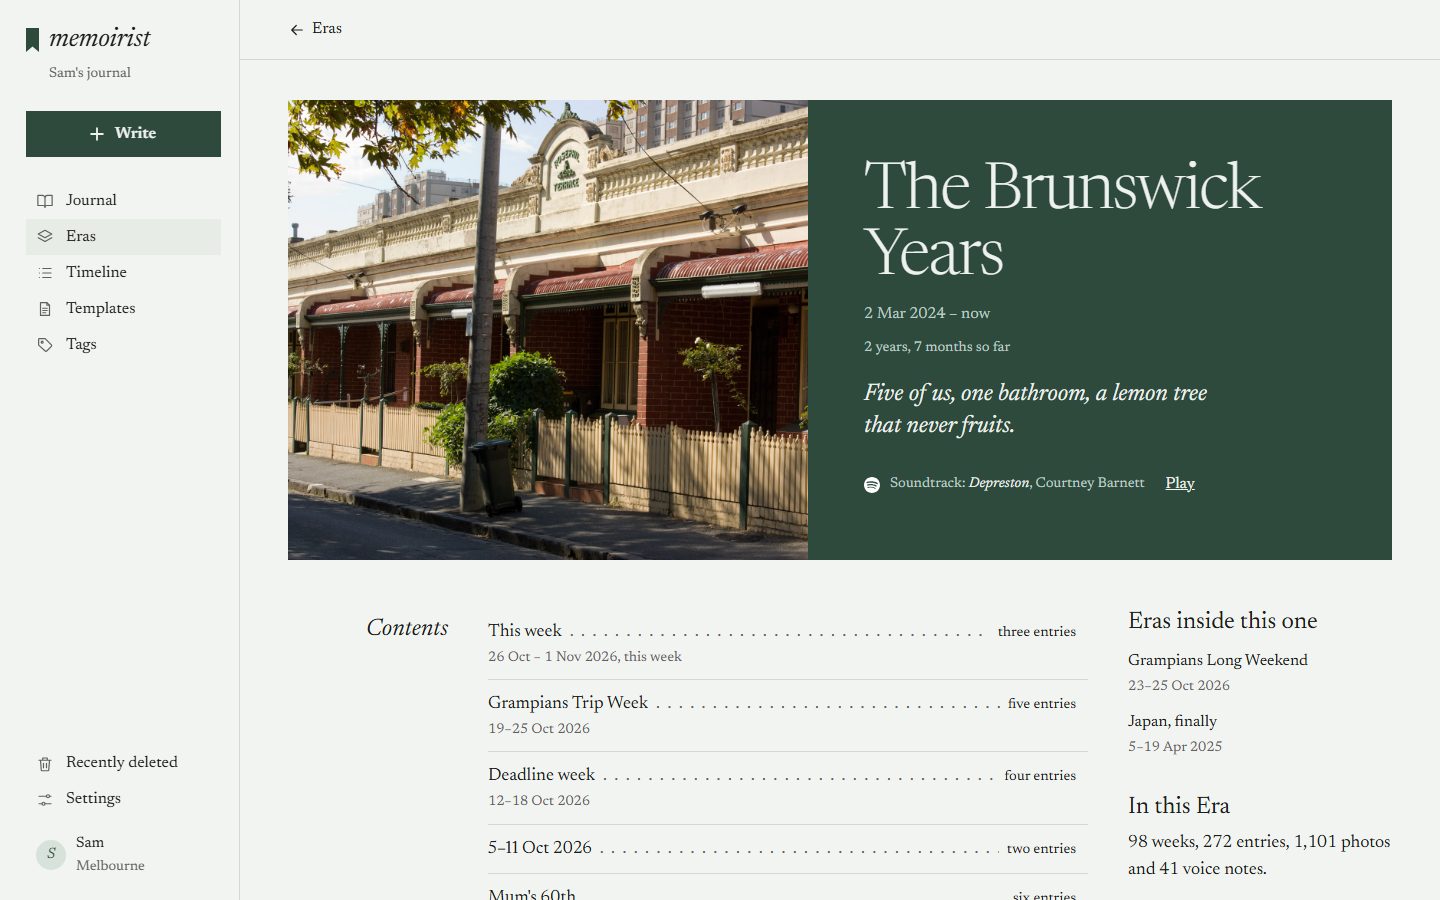 memoirist
Sam's journal
Write
Journal
Eras
Timeline
Templates
Tags
Recently deleted
Settings
S
Sam
Melbourne
Eras
TERRACE
The Brunswick
Years
2 Mar 2024 – now
2 years, 7 months so far
Five of us, one bathroom, a lemon tree
that never fruits.
Soundtrack: Depreston, Courtney Barnett Play
Contents
This week . . . . . . . . . . . . . . . . . . . . . . . . . . . . . . . . . . . . . three entries
26 Oct – 1 Nov 2026, this week
Grampians Trip Week . . . . . . . . . . . . . . . . . . . . . . . . . . . . . . . five entries
19–25 Oct 2026
Deadline week . . . . . . . . . . . . . . . . . . . . . . . . . . . . . . . . . . . four entries
12–18 Oct 2026
5–11 Oct 2026 . . . . . . . . . . . . . . . . . . . . . . . . . . . . . . . . . . . . two entries
Mum's 60th six entries
Eras inside this one
Grampians Long Weekend
23–25 Oct 2026
Japan, finally
5–19 Apr 2025
In this Era
98 weeks, 272 entries, 1,101 photos
and 41 voice notes.